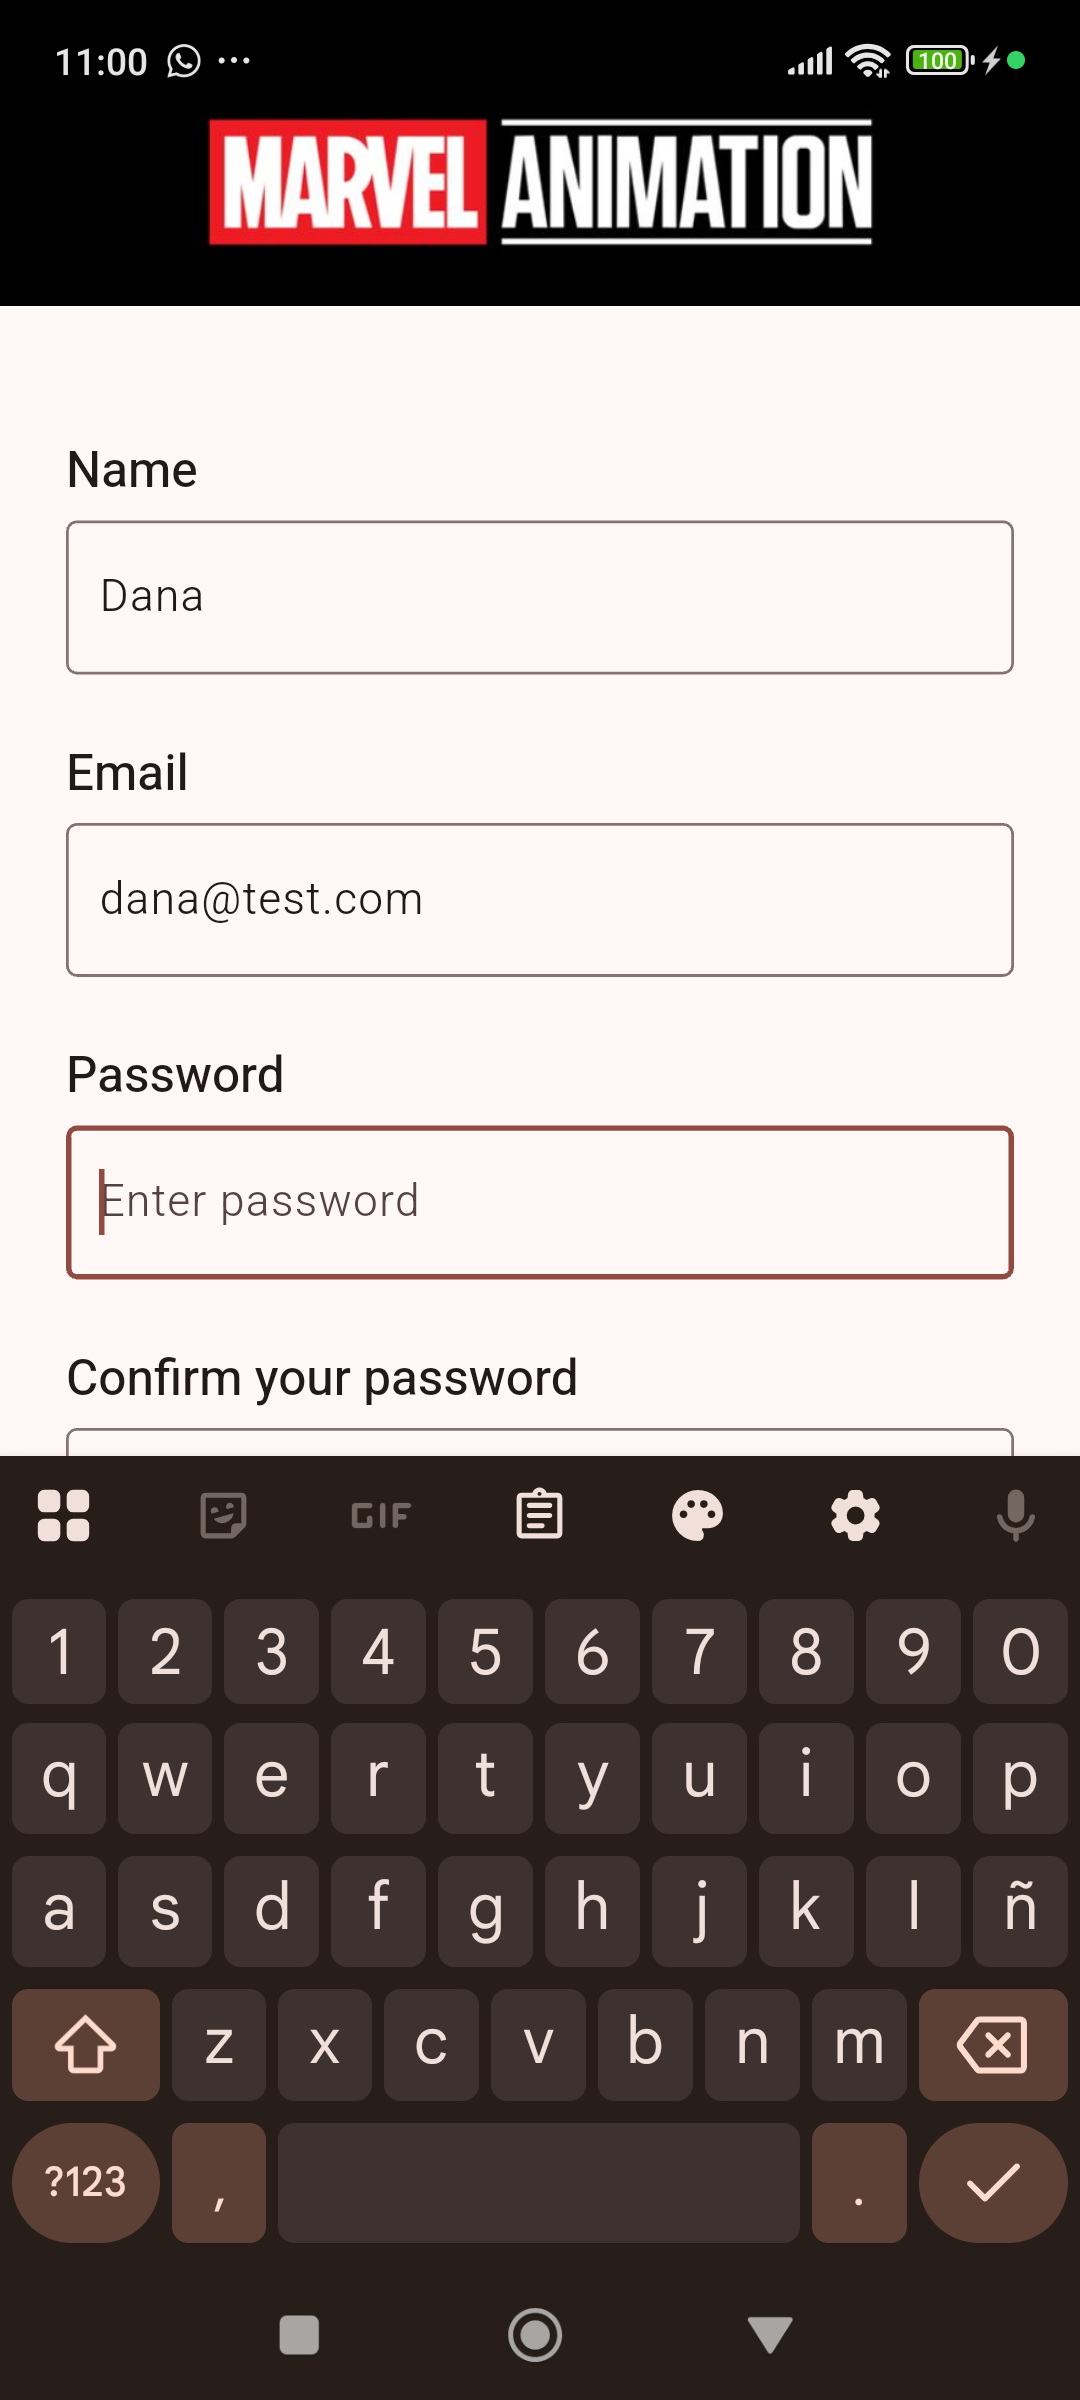 11:00
100
MARVEL ANIMATION
Name
Dana
Email
dana@test.com
Password
Enter password
Confirm your password
GIF
1 2 3 4 5 6 7 8 9 0
q w e r t y u i o p
a s d f g h j k l ñ
z x c v b n m
?123 , .